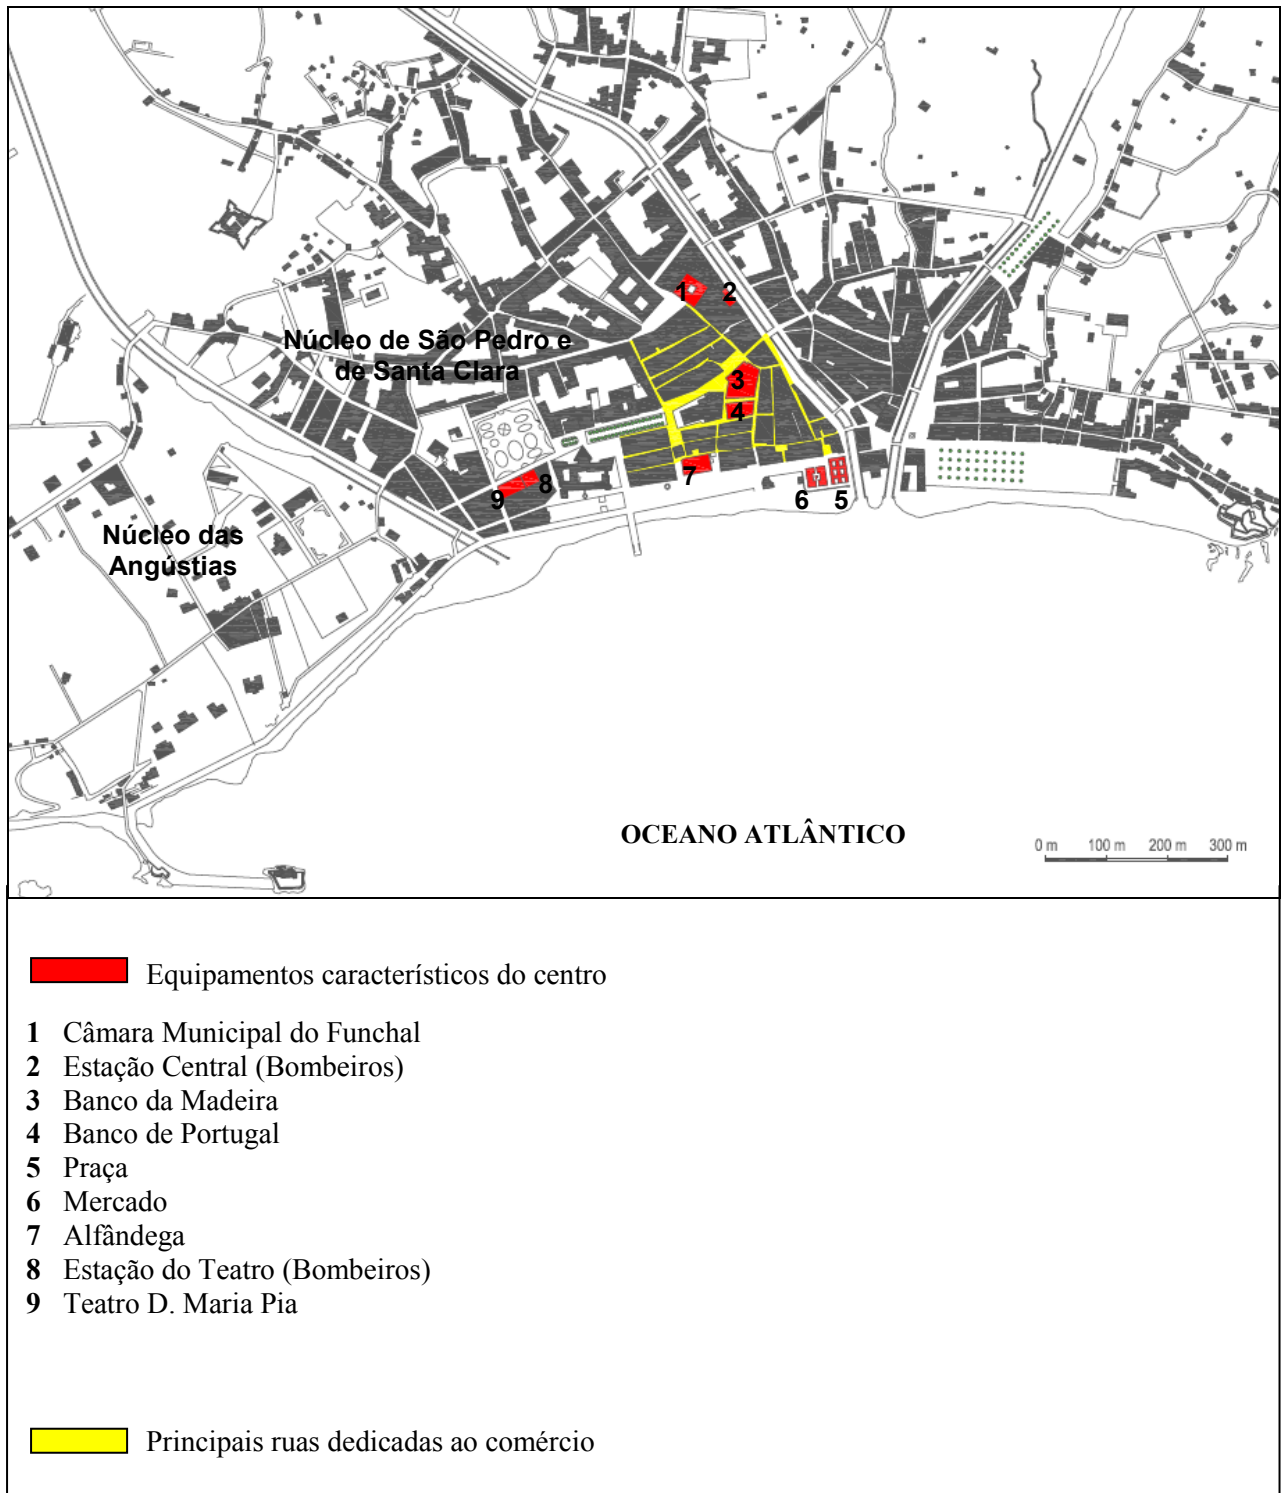 1
2
Núcleo de São Pedro e
de Santa Clara
3
4
7
8
9
6
5
Núcleo das
Angústias
OCEANO ATLÂNTICO
0 m 100 m 200 m 300 m
Equipamentos característicos do centro
1 Câmara Municipal do Funchal
2 Estação Central (Bombeiros)
3 Banco da Madeira
4 Banco de Portugal
5 Praça
6 Mercado
7 Alfândega
8 Estação do Teatro (Bombeiros)
9 Teatro D. Maria Pia
Principais ruas dedicadas ao comércio